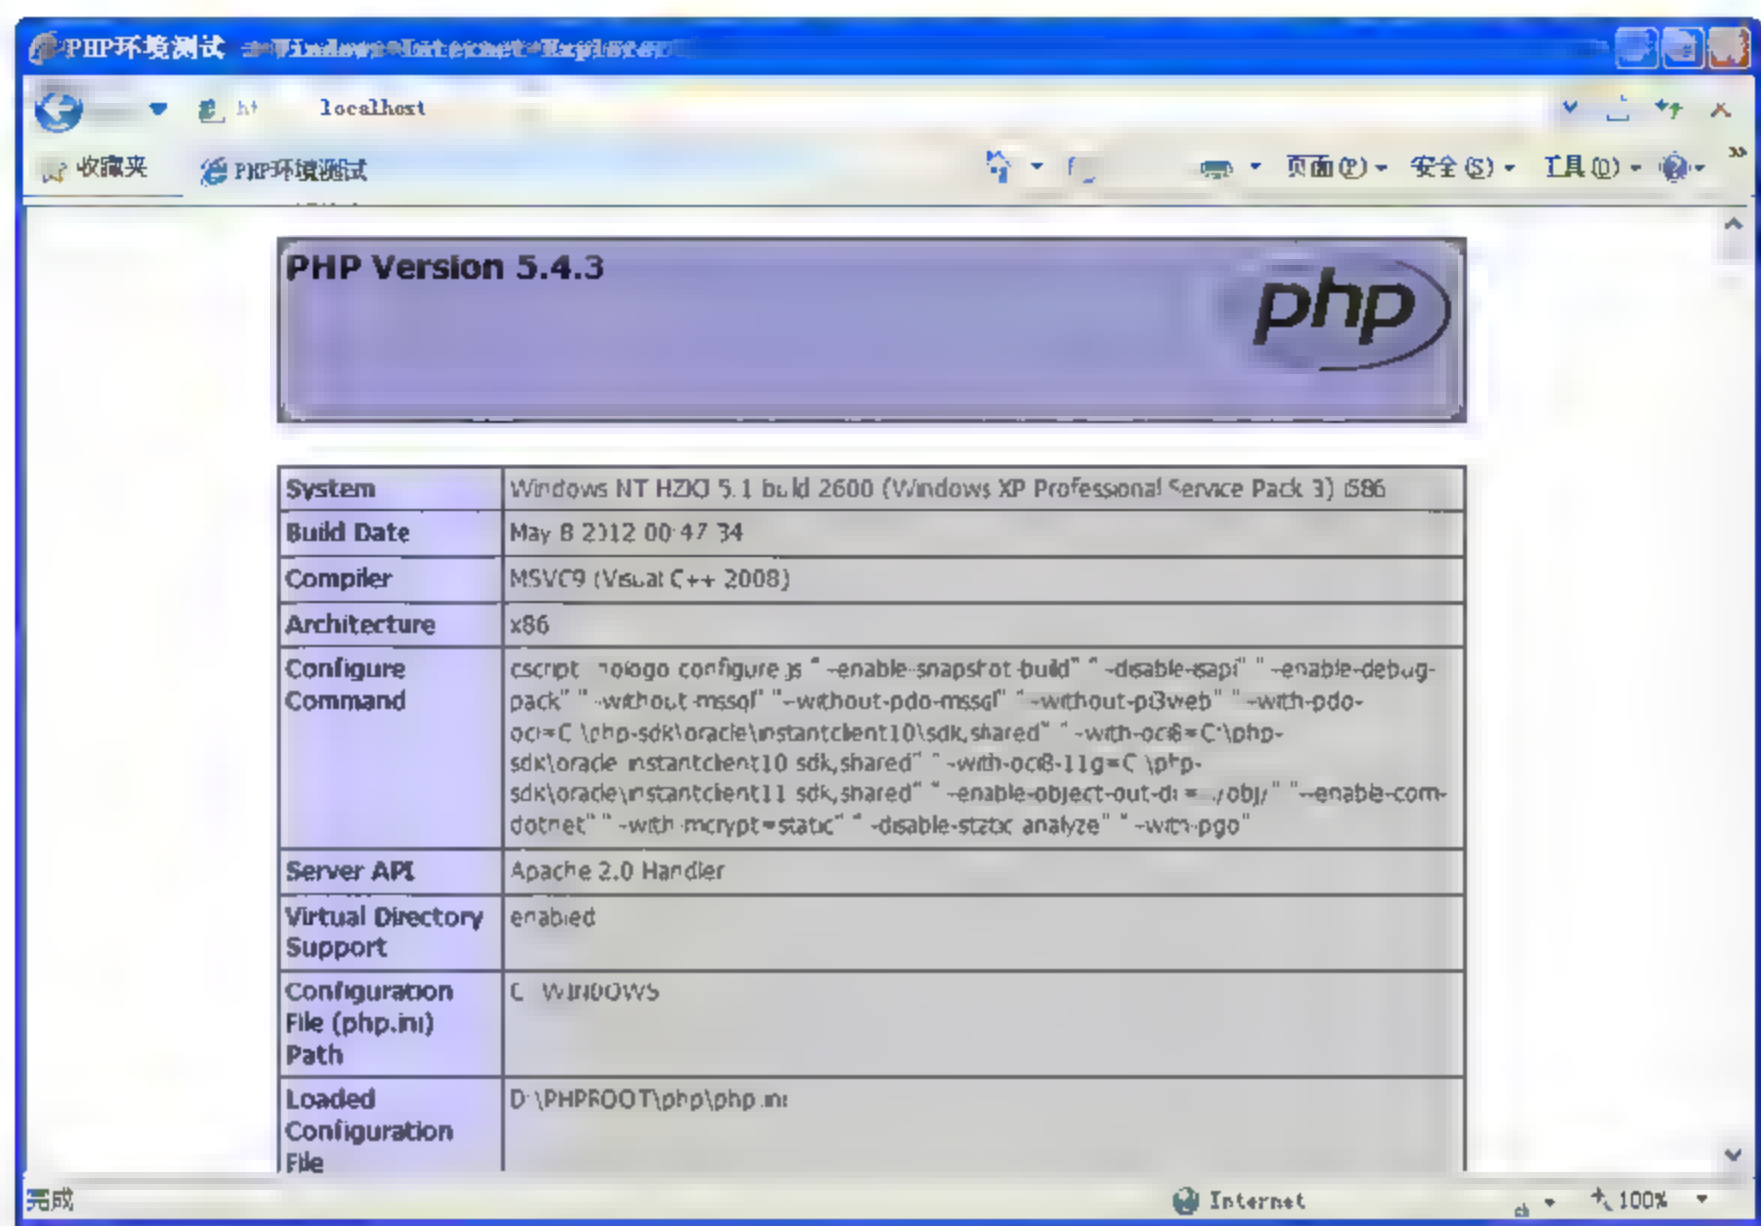 PHP环境测试 - Windows Internet Explorer
localhost
收藏夹 PHP环境测试 页面(P) 安全(S) 工具(O)
PHP Version 5.4.3
php
System Windows NT 5.1 build 2600 (Windows XP Professional Service Pack 3) i586
Build Date May 8 2012 00:47:34
Compiler MSVC9 (Visual C++ 2008)
Architecture x86
Configure cscript /nologo configure.js "--enable-snapshot-build" "--disable-isapi" "--enable-debug-
Command pack" "--without-mssql" "--without-pdo-mssql" "--without-pi3web" "--with-pdo-
oci=C:\php-sdk\oracle\instantclient10\sdk,shared" "--with-oci8=C:\php-
sdk\oracle\instantclient10\sdk,shared" "--with-oci8-11g=C:\php-
sdk\oracle\instantclient11\sdk,shared" "--enable-object-out-dir=../obj/" "--enable-com-
dotnet" "--with-mcrypt=static" "--disable-static-analyze" "--with-pgo"
Server API Apache 2.0 Handler
Virtual Directory enabled
Support
Configuration C:\WINDOWS
File (php.ini)
Path
Loaded D:\PHPROOT\php\php.ini
Configuration
File
完成 Internet 100%